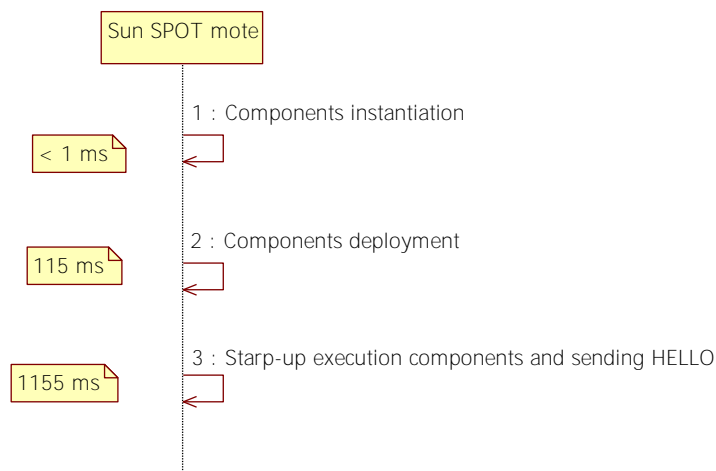 Sun SPOT mote
1 : Components instantiation
< 1 ms
2 : Components deployment
115 ms
3 : Starp-up execution components and sending HELLO
1155 ms